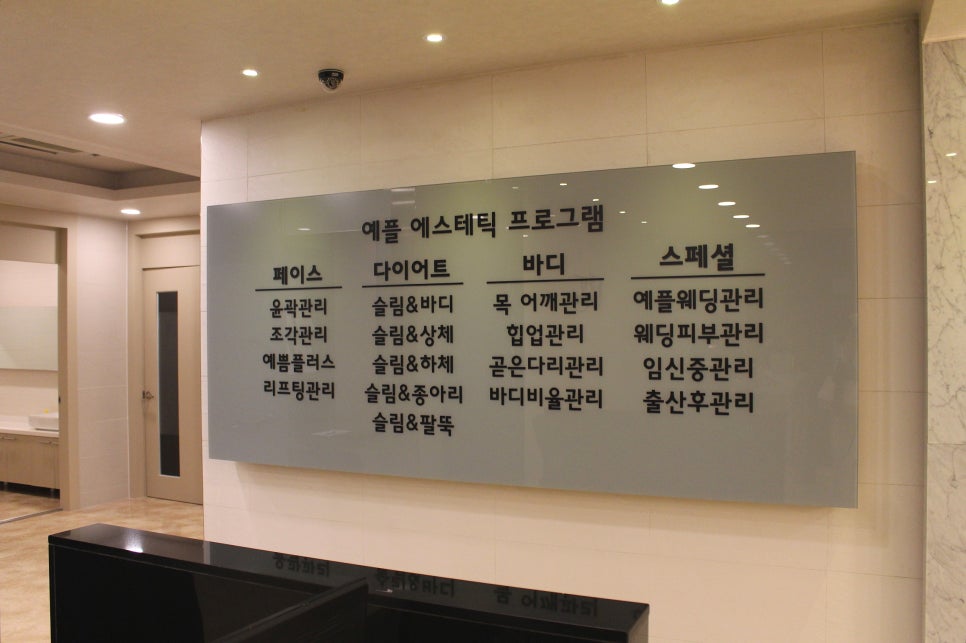 예플 에스테틱 프로그램
페이스
윤곽관리
조각관리
예쁨플러스
리프팅관리
다이어트
슬림&바디
슬림&상체
슬림&하체
슬림&종아리
슬림&팔뚝
바디
목 어깨관리
힙업관리
곧은다리관리
바디비율관리
스페셜
예플웨딩관리
웨딩피부관리
임신중관리
출산후관리